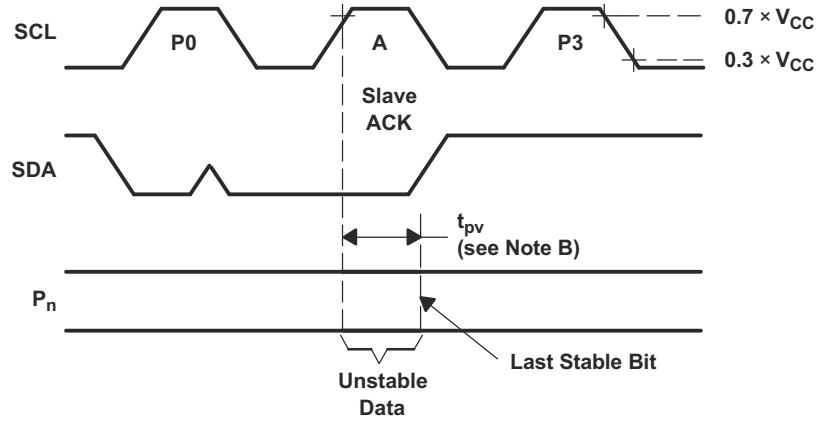 SCL
P0
A
P3
0.7 × VCC
0.3 × VCC
Slave
ACK
SDA
tpv
(see Note B)
Pn
Last Stable Bit
Unstable
Data